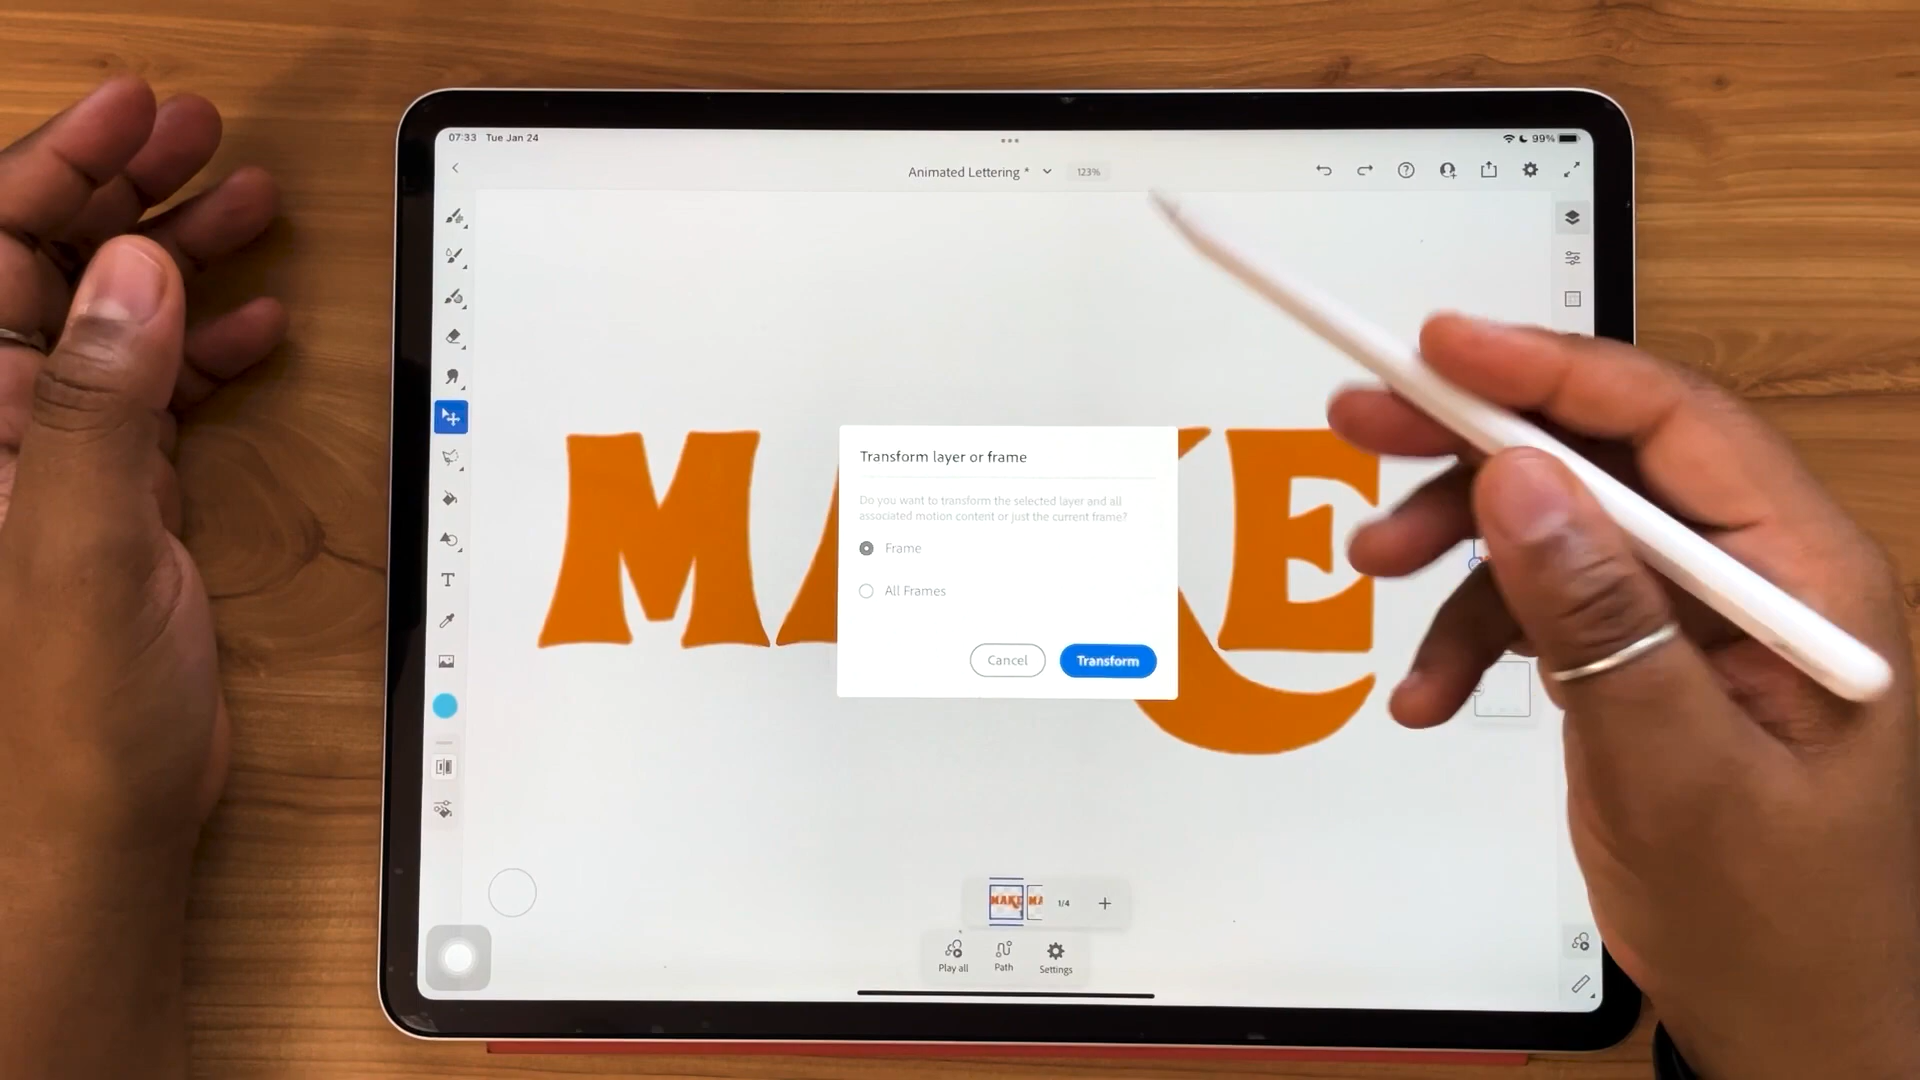 07:33 Tue Jan 24
99%
Animated Lettering *
123%
MAKE
Transform layer or frame
Do you want to transform the selected layer and all
associated motion content or just the current frame?
Frame
All Frames
Cancel
Transform
T
MAKE
MA
1/4
Play all
Path
Settings